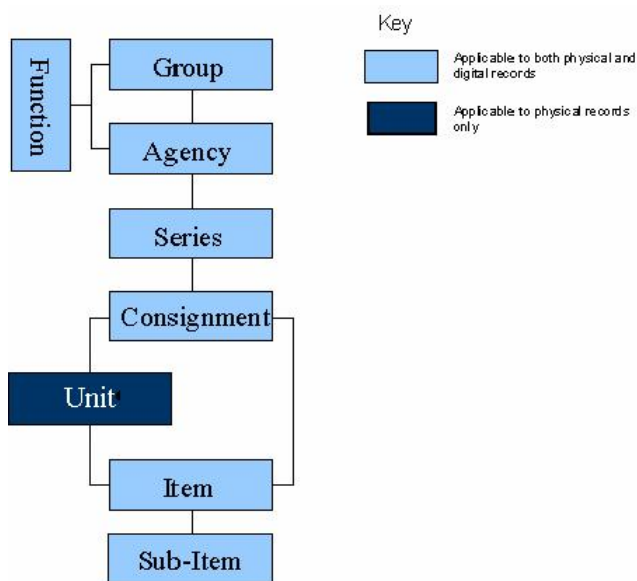 Key
Applicable to both physical and
digital records
Applicable to physical records
only
Function
Group
Agency
Series
Consignment
Unit
Item
Sub-Item